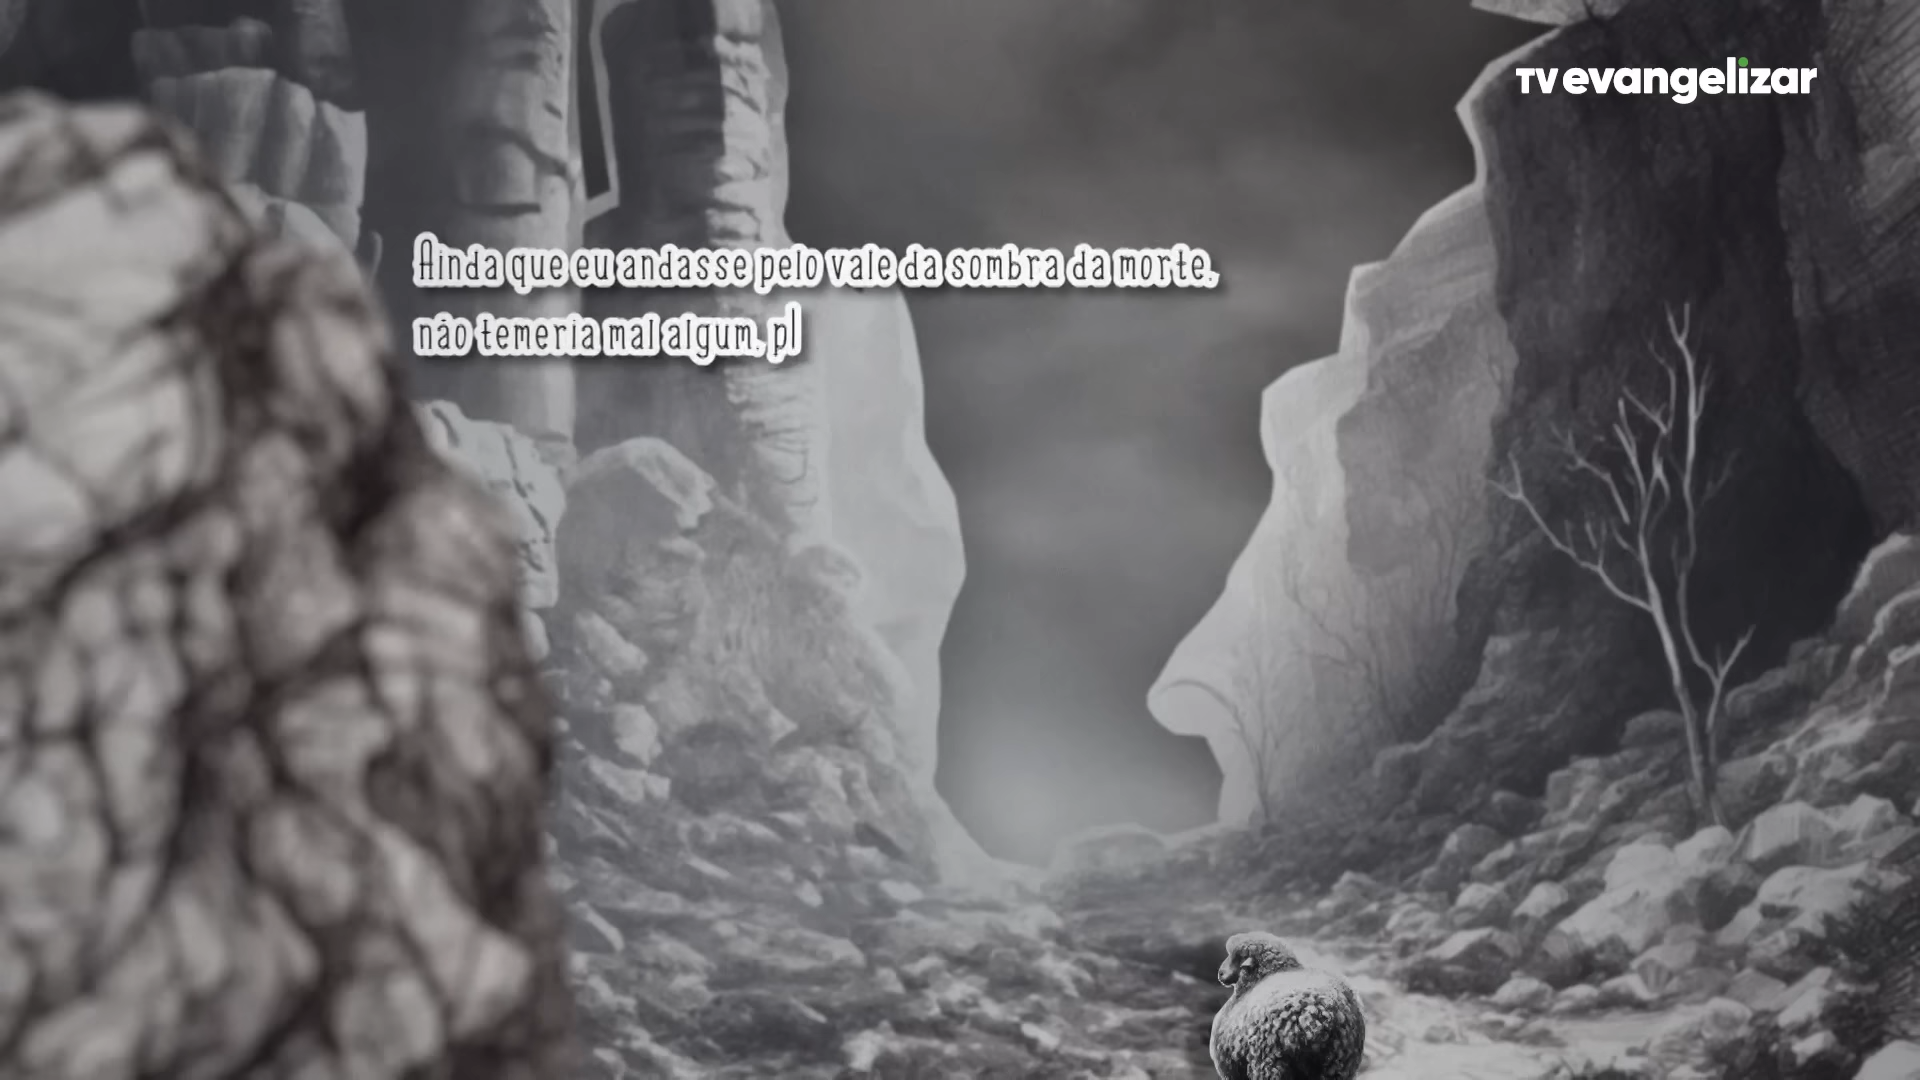 TV evangelizar
Ainda que eu andasse pelo vale da sombra da morte,
não temeria mal algum, pl